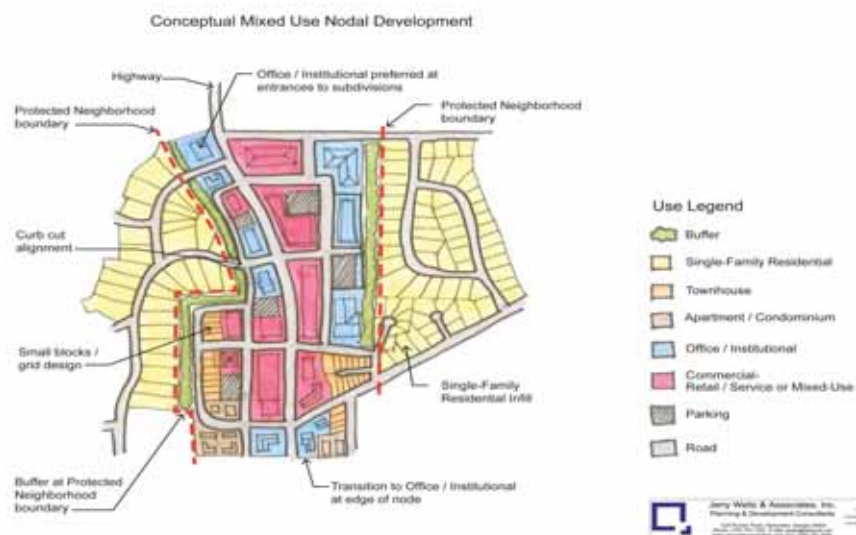 Conceptual Mixed Use Nodal Development
Highway
Office / Institutional preferred at
entrances to subdivisions
Protected Neighborhood
boundary
Protected Neighborhood
boundary
Curb cut
alignment
Small blocks /
grid design
Buffer at Protected
Neighborhood
boundary
Single-Family
Residential Infill
Transition to Office / Institutional
at edge of node
Use Legend
Buffer
Single-Family Residential
Townhouse
Apartment / Condominium
Office / Institutional
Commercial-
Retail / Service or Mixed-Use
Parking
Road
Jerry Weitz & Associates, Inc.
Planning & Development Consultants